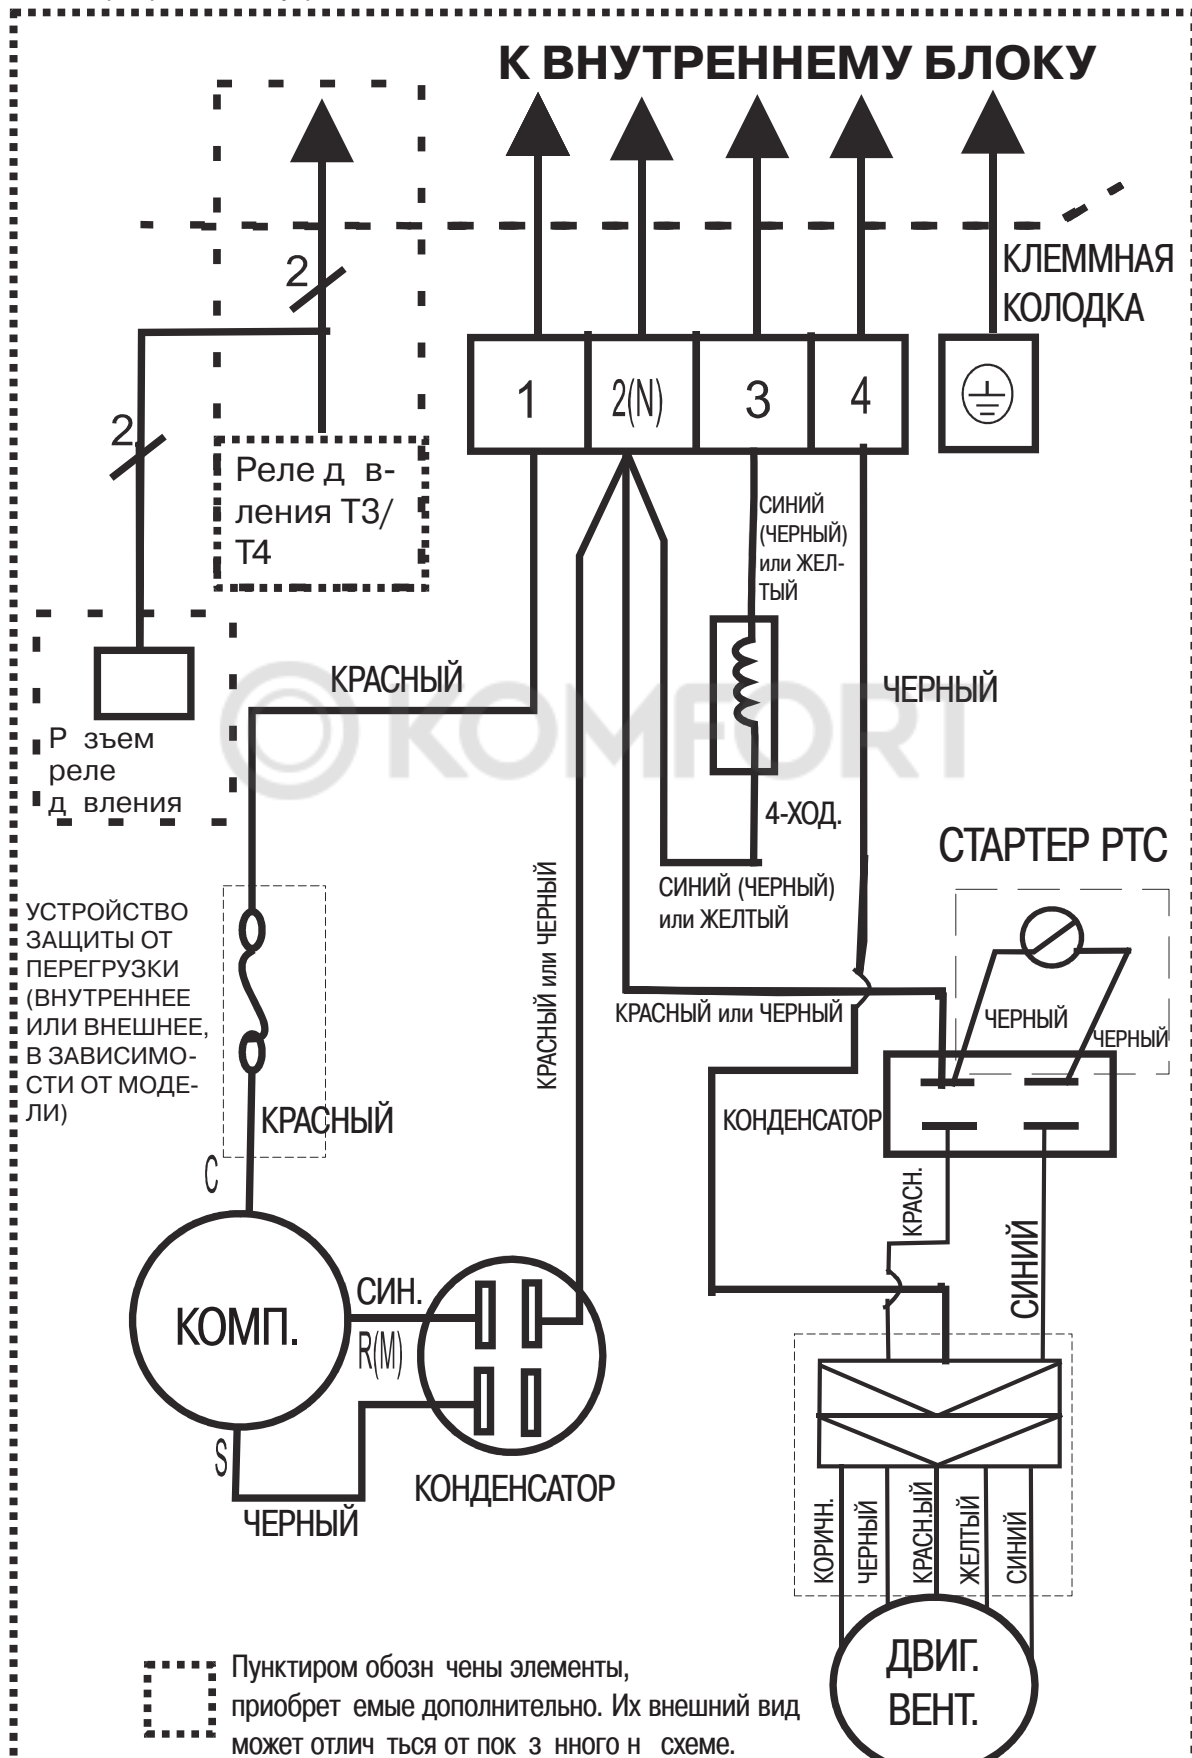 К ВНУТРЕННЕМУ БЛОКУ
2
КЛЕММНАЯ
КОЛОДКА
1
2(N)
3
4
2
Реле д в-
ления Т3/
Т4
СИНИЙ
(ЧЕРНЫЙ)
или ЖЕЛ-
ТЫЙ
КРАСНЫЙ
ЧЕРНЫЙ
KOMFORT
Р зъем
реле
д вления
4-ХОД.
СТАРТЕР PTC
СИНИЙ (ЧЕРНЫЙ)
или ЖЕЛТЫЙ
КРАСНЫЙ или ЧЕРНЫЙ
УСТРОЙСТВО
ЗАЩИТЫ ОТ
ПЕРЕГРУЗКИ
(ВНУТРЕННЕЕ
ИЛИ ВНЕШНЕЕ,
В ЗАВИСИМО-
СТИ ОТ МОДЕ-
ЛИ)
КРАСНЫЙ или ЧЕРНЫЙ
ЧЕРНЫЙ
ЧЕРНЫЙ
КРАСНЫЙ
КОНДЕНСАТОР
C
КРАСН.
СИНИЙ
КОМП.
СИН.
R(M)
S
КОНДЕНСАТОР
ЧЕРНЫЙ
КОРИЧН.
ЧЕРНЫЙ
КРАСН.ЫЙ
ЖЕЛТЫЙ
СИНИЙ
ДВИГ.
ВЕНТ.
Пунктиром обозн чены элементы,
приобрет емые дополнительно. Их внешний вид
может отлич ться от пок з нного н схеме.